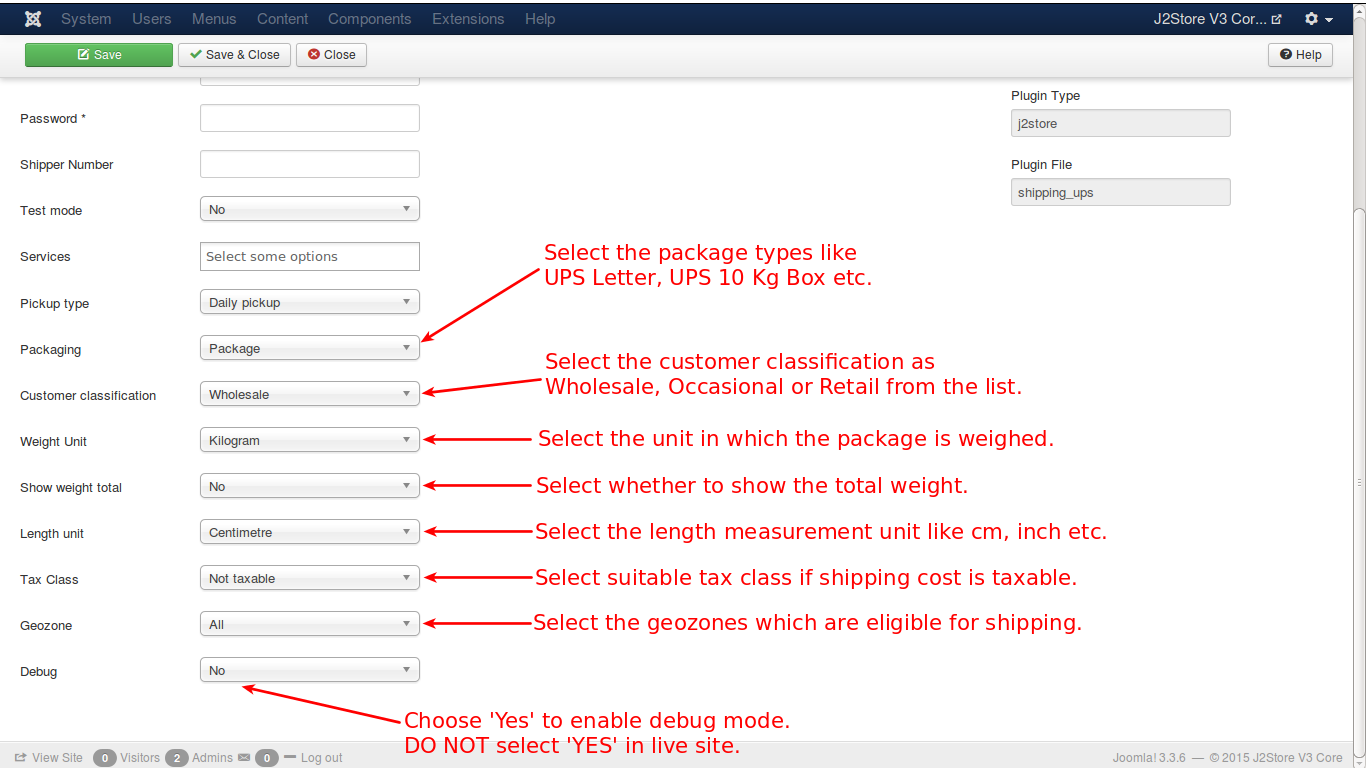 System Users Menus Content Components Extensions Help J2Store V3 Cor...
Save Save & Close Close Help
Password *
Shipper Number
Test mode No
Services Select some options
Pickup type Daily pickup
Packaging Package
Customer classification Wholesale
Weight Unit Kilogram
Show weight total No
Length unit Centimetre
Tax Class Not taxable
Geozone All
Debug No
Plugin Type
j2store
Plugin File
shipping_ups
Select the package types like
UPS Letter, UPS 10 Kg Box etc.
Select the customer classification as
Wholesale, Occasional or Retail from the list.
Select the unit in which the package is weighed.
Select whether to show the total weight.
Select the length measurement unit like cm, inch etc.
Select suitable tax class if shipping cost is taxable.
Select the geozones which are eligible for shipping.
Choose 'Yes' to enable debug mode.
DO NOT select 'YES' in live site.
View Site 0 Visitors 2 Admins 0 Log out Joomla! 3.3.6 — © 2015 J2Store V3 Core